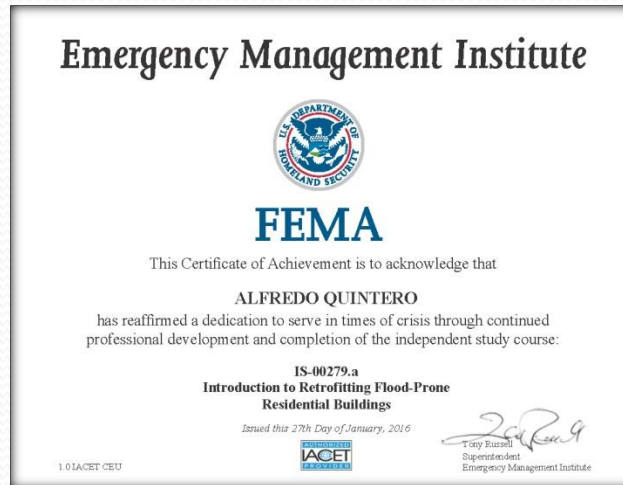 Emergency Management Institute
U.S. DEPARTMENT OF
HOMELAND SECURITY
FEMA
This Certificate of Achievement is to acknowledge that
ALFREDO QUINTERO
has reaffirmed a dedication to serve in times of crisis through continued
professional development and completion of the independent study course:
IS-00279.a
Introduction to Retrofitting Flood-Prone
Residential Buildings
Issued this 27th Day of January, 2016
Tony Russell
Superintendent
Emergency Management Institute
AUTHORIZED
IACET
PROVIDER
1.0 IACET CEU